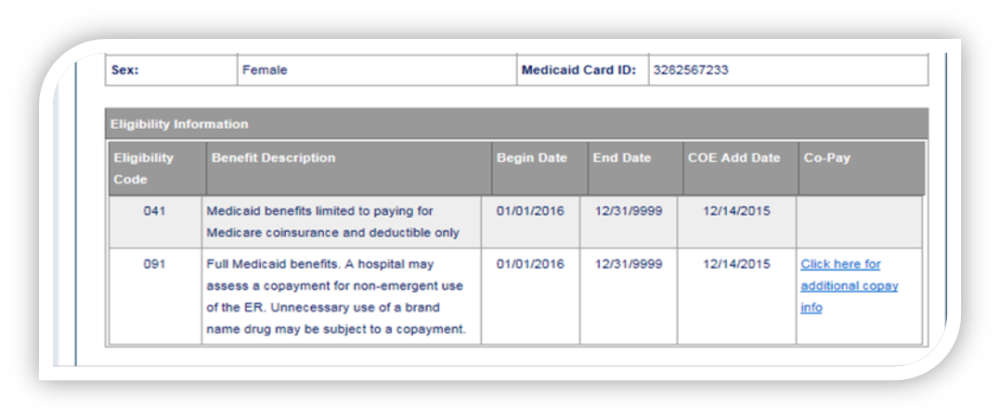 Sex: Female Medicaid Card ID: 3282567233
Eligibility Information
Eligibility Code Benefit Description Begin Date End Date COE Add Date Co-Pay
041 Medicaid benefits limited to paying for 01/01/2016 12/31/9999 12/14/2015
Medicare coinsurance and deductible only
091 Full Medicaid benefits. A hospital may 01/01/2016 12/31/9999 12/14/2015 Click here for
assess a copayment for non-emergent use additional copay
of the ER. Unnecessary use of a brand info
name drug may be subject to a copayment.